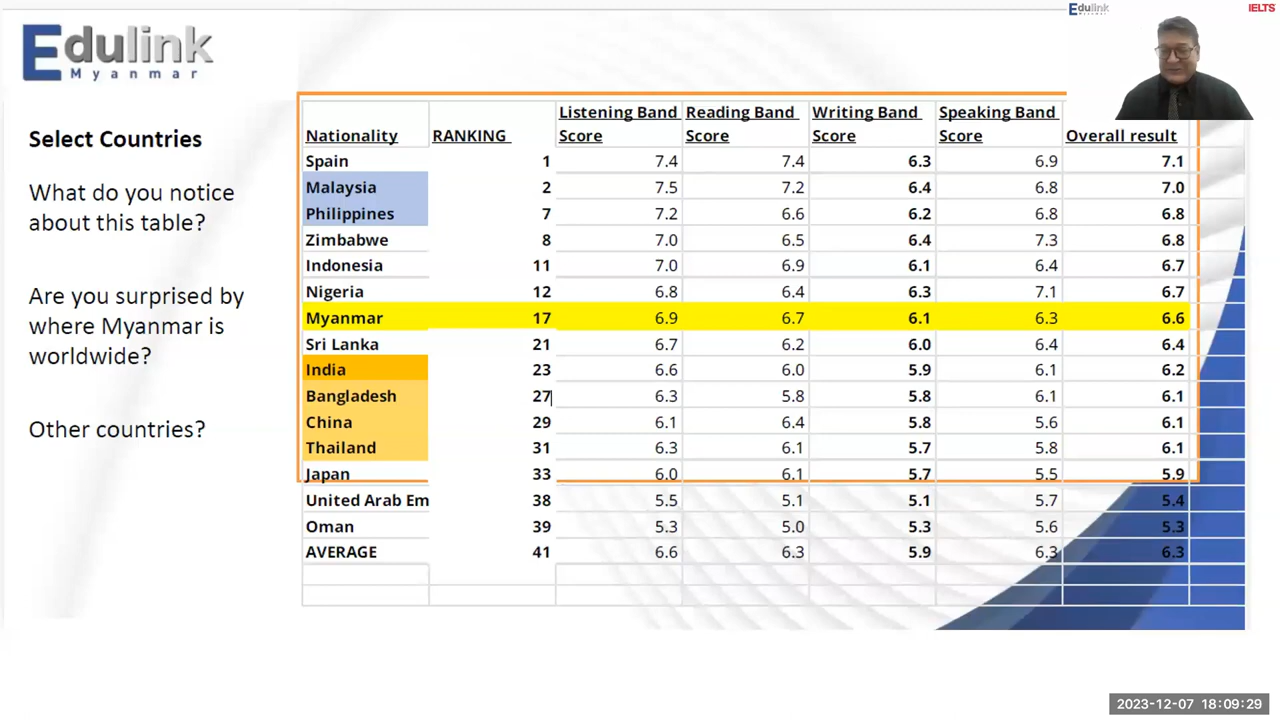 Edulink
Myanmar
Edulink
Myanmar
IELTS
Select Countries
What do you notice
about this table?
Are you surprised by
where Myanmar is
worldwide?
Other countries?
Nationality RANKING Listening Band Score Reading Band Score Writing Band Score Speaking Band Score Overall result
Spain 1 7.4 7.4 6.3 6.9 7.1
Malaysia 2 7.5 7.2 6.4 6.8 7.0
Philippines 7 7.2 6.6 6.2 6.8 6.8
Zimbabwe 8 7.0 6.5 6.4 7.3 6.8
Indonesia 11 7.0 6.9 6.1 6.4 6.7
Nigeria 12 6.8 6.4 6.3 7.1 6.7
Myanmar 17 6.9 6.7 6.1 6.3 6.6
Sri Lanka 21 6.7 6.2 6.0 6.4 6.4
India 23 6.6 6.0 5.9 6.1 6.2
Bangladesh 27 6.3 5.8 5.8 6.1 6.1
China 29 6.1 6.4 5.8 5.6 6.1
Thailand 31 6.3 6.1 5.7 5.8 6.1
Japan 33 6.0 6.1 5.7 5.5 5.9
United Arab Em 38 5.5 5.1 5.1 5.7 5.4
Oman 39 5.3 5.0 5.3 5.6 5.3
AVERAGE 41 6.6 6.3 5.9 6.3 6.3
2023-12-07 18:09:29